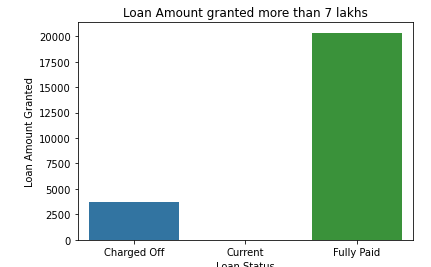 Loan Amount granted more than 7 lakhs
Loan Amount Granted
20000
17500
15000
12500
10000
7500
5000
2500
0
Charged Off Current Fully Paid
Loan Status